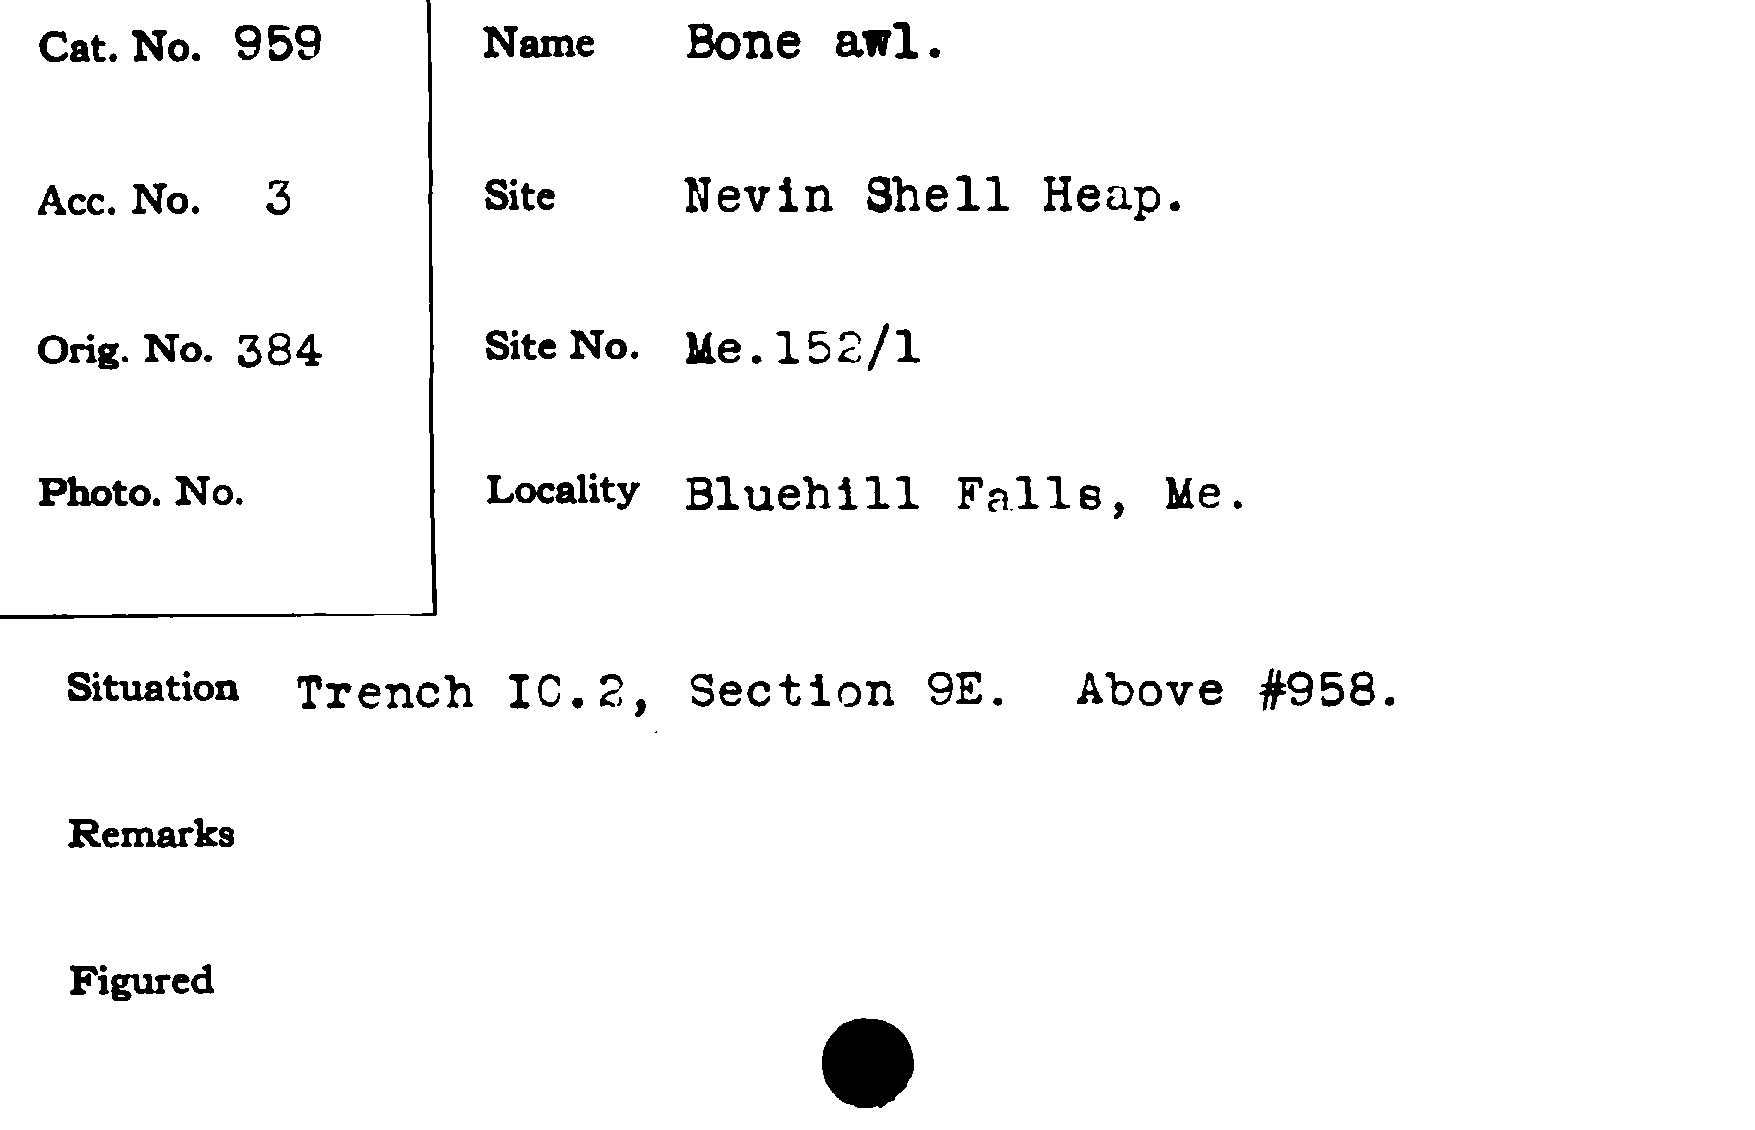 Cat. No. 959
Name Bone awl.
Acc. No. 3
Site Nevin Shell Heap.
Orig. No. 384
Site No. Me.152/1
Photo. No.
Locality Bluehill Falls, Me.
Situation Trench IC.2, Section 9E. Above #958.
Remarks
Figured